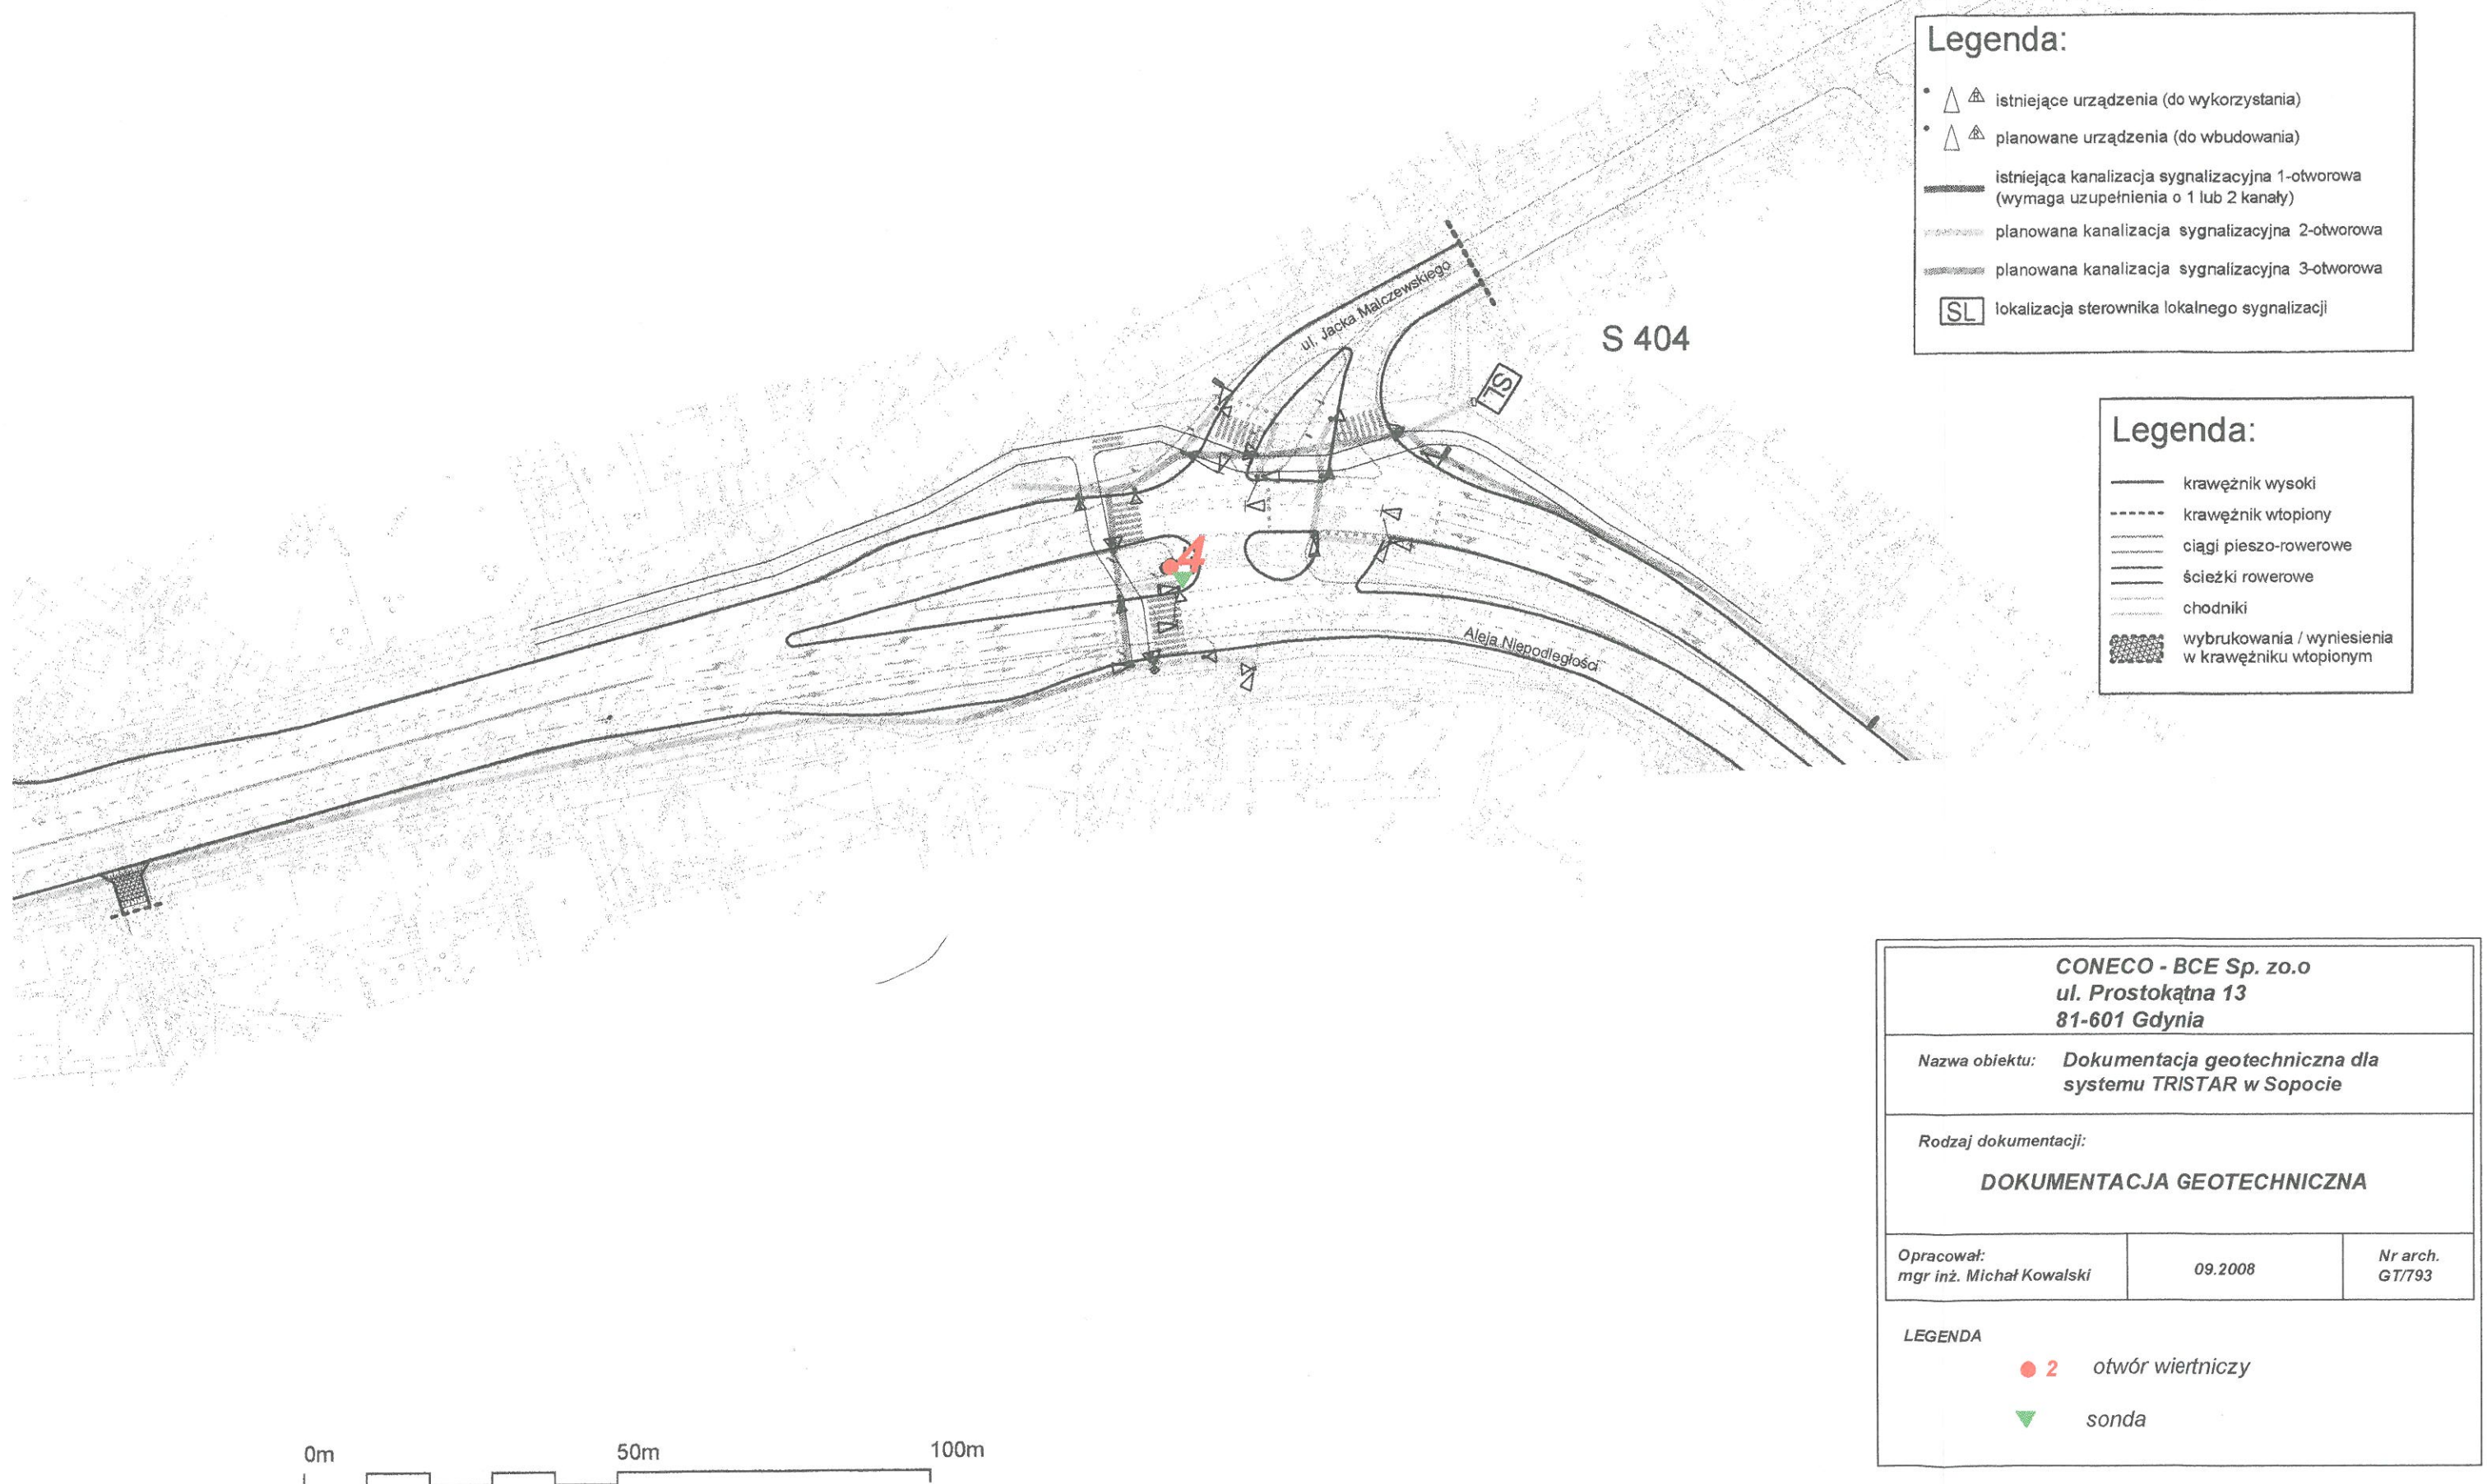 Legenda:
istniejące urządzenia (do wykorzystania)
planowane urządzenia (do wbudowania)
istniejąca kanalizacja sygnalizacyjna 1-otworowa
(wymaga uzupełnienia o 1 lub 2 kanały)
planowana kanalizacja sygnalizacyjna 2-otworowa
planowana kanalizacja sygnalizacyjna 3-otworowa
SL lokalizacja sterownika lokalnego sygnalizacji
ul. Jacka Malczewskiego
S 404
SL
Legenda:
krawężnik wysoki
krawężnik wtopiony
ciągi pieszo-rowerowe
ścieżki rowerowe
chodniki
wybrukowania / wyniesienia
w krawężniku wtopionym
4
Aleja Niepodległości
CONECO - BCE Sp. zo.o
ul. Prostokątna 13
81-601 Gdynia
Nazwa obiektu: Dokumentacja geotechniczna dla
systemu TRISTAR w Sopocie
Rodzaj dokumentacji:
DOKUMENTACJA GEOTECHNICZNA
Opracował:
mgr inż. Michał Kowalski
09.2008
Nr arch.
GT/793
LEGENDA
2 otwór wiertniczy
sonda
0m 50m 100m